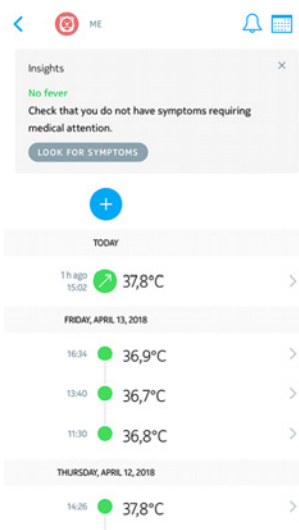 ME
Insights
No fever
Check that you do not have symptoms requiring
medical attention.
LOOK FOR SYMPTOMS
TODAY
1 h ago
15:02
37,8°C
FRIDAY, APRIL 13, 2018
16:34
36,9°C
13:40
36,7°C
11:30
36,8°C
THURSDAY, APRIL 12, 2018
14:26
37,8°C